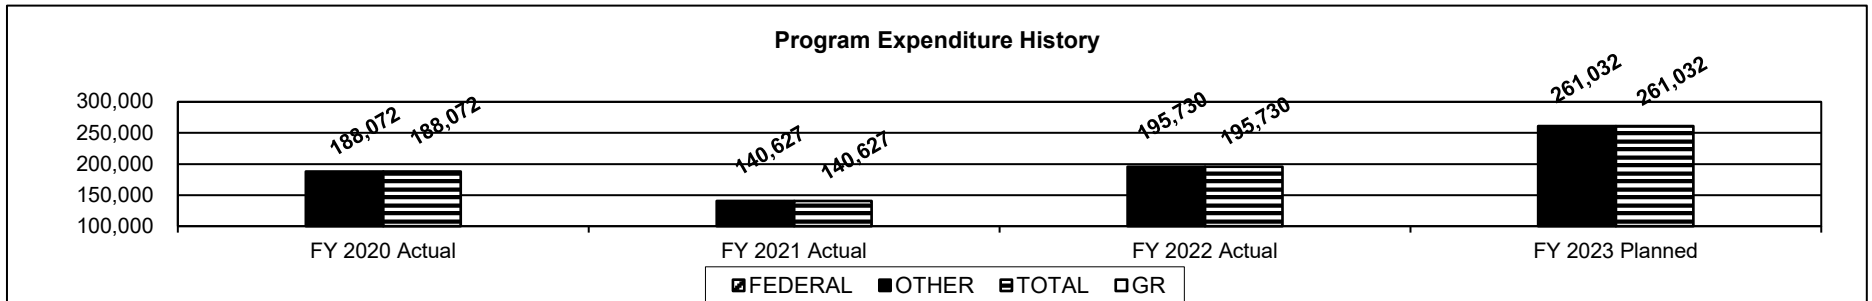 Program Expenditure History
300,000
250,000
200,000
150,000
100,000
188,072 188,072 140,627 140,627 195,730 195,730 261,032 261,032
FY 2020 Actual FY 2021 Actual FY 2022 Actual FY 2023 Planned
FEDERAL OTHER TOTAL GR